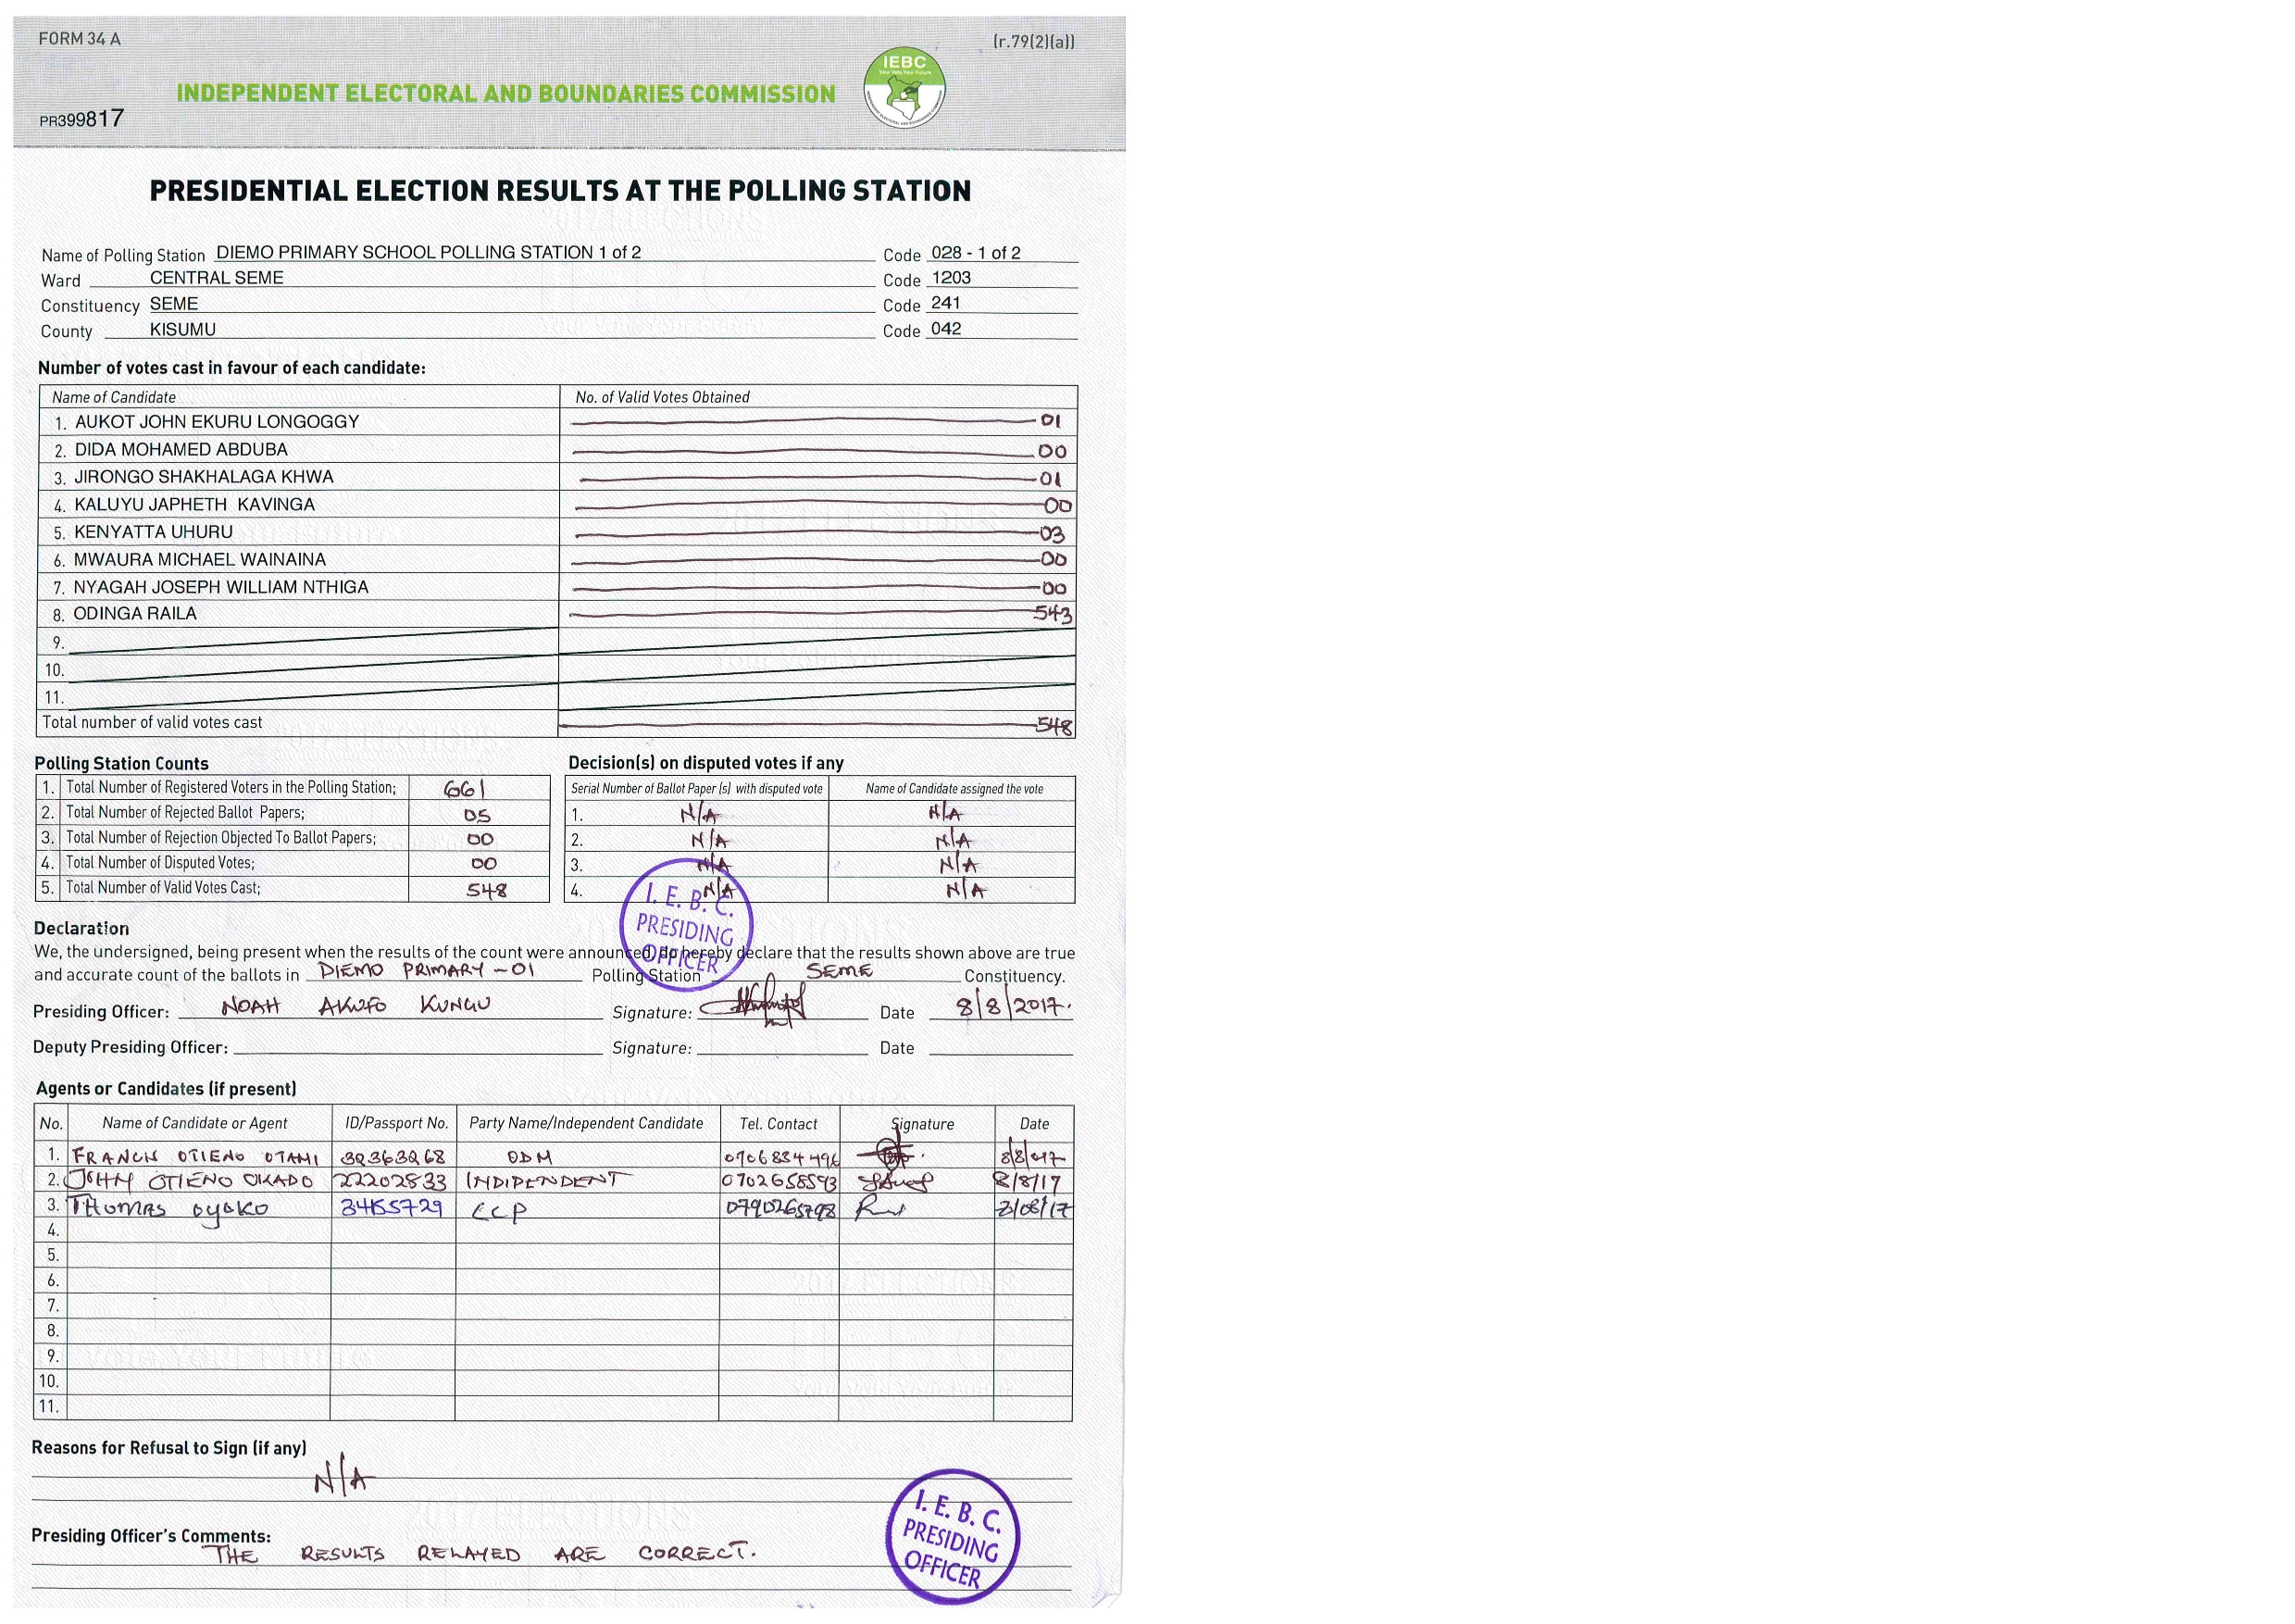 FORM 34 A
(r.79(2)(a))
IEBC
Your Vote, Your Future
INDEPENDENT ELECTORAL AND BOUNDARIES COMMISSION
PR399817
PRESIDENTIAL ELECTION RESULTS AT THE POLLING STATION
Name of Polling Station DIEMO PRIMARY SCHOOL POLLING STATION 1 of 2 Code 028 - 1 of 2
Ward CENTRAL SEME Code 1203
Constituency SEME Code 241
County KISUMU Code 042
Number of votes cast in favour of each candidate:
Name of Candidate No. of Valid Votes Obtained
1. AUKOT JOHN EKURU LONGOGGY 01
2. DIDA MOHAMED ABDUBA 00
3. JIRONGO SHAKHALAGA KHWA 01
4. KALUYU JAPHETH KAVINGA 00
5. KENYATTA UHURU 03
6. MWAURA MICHAEL WAINAINA 00
7. NYAGAH JOSEPH WILLIAM NTHIGA 00
8. ODINGA RAILA 543
9.
10.
11.
Total number of valid votes cast 548
Polling Station Counts
1. Total Number of Registered Voters in the Polling Station; 661
2. Total Number of Rejected Ballot Papers; 05
3. Total Number of Rejection Objected To Ballot Papers; 00
4. Total Number of Disputed Votes; 00
5. Total Number of Valid Votes Cast; 548
Decision(s) on disputed votes if any
Serial Number of Ballot Paper (s) with disputed vote Name of Candidate assigned the vote
1. N/A N/A
2. N/A N/A
3. N/A N/A
4. N/A N/A
I. E. B. C.
PRESIDING
OFFICER
Declaration
We, the undersigned, being present when the results of the count were announced, do hereby declare that the results shown above are true
and accurate count of the ballots in DIEMO PRIMARY - 01 Polling Station SEME Constituency.
Presiding Officer: NOAH AKUFO KUNGU Signature: Date 8/8/2017.
Deputy Presiding Officer: Signature: Date
Agents or Candidates (if present)
No. Name of Candidate or Agent ID/Passport No. Party Name/Independent Candidate Tel. Contact Signature Date
1. FRANCIS OTIENO OTAMI 32363268 ODM 0706834496
2. JOHN OTIENO OKADO 22202833 INDIPENDENT 0702658593 8/8/17
3. THOMAS oyoko 34155729 CCP 0790265798
4.
5.
6.
7.
8.
9.
10.
11.
Reasons for Refusal to Sign (if any)
N/A
Presiding Officer's Comments:
THE RESULTS RELAYED ARE CORRECT.
I. E. B. C.
PRESIDING
OFFICER